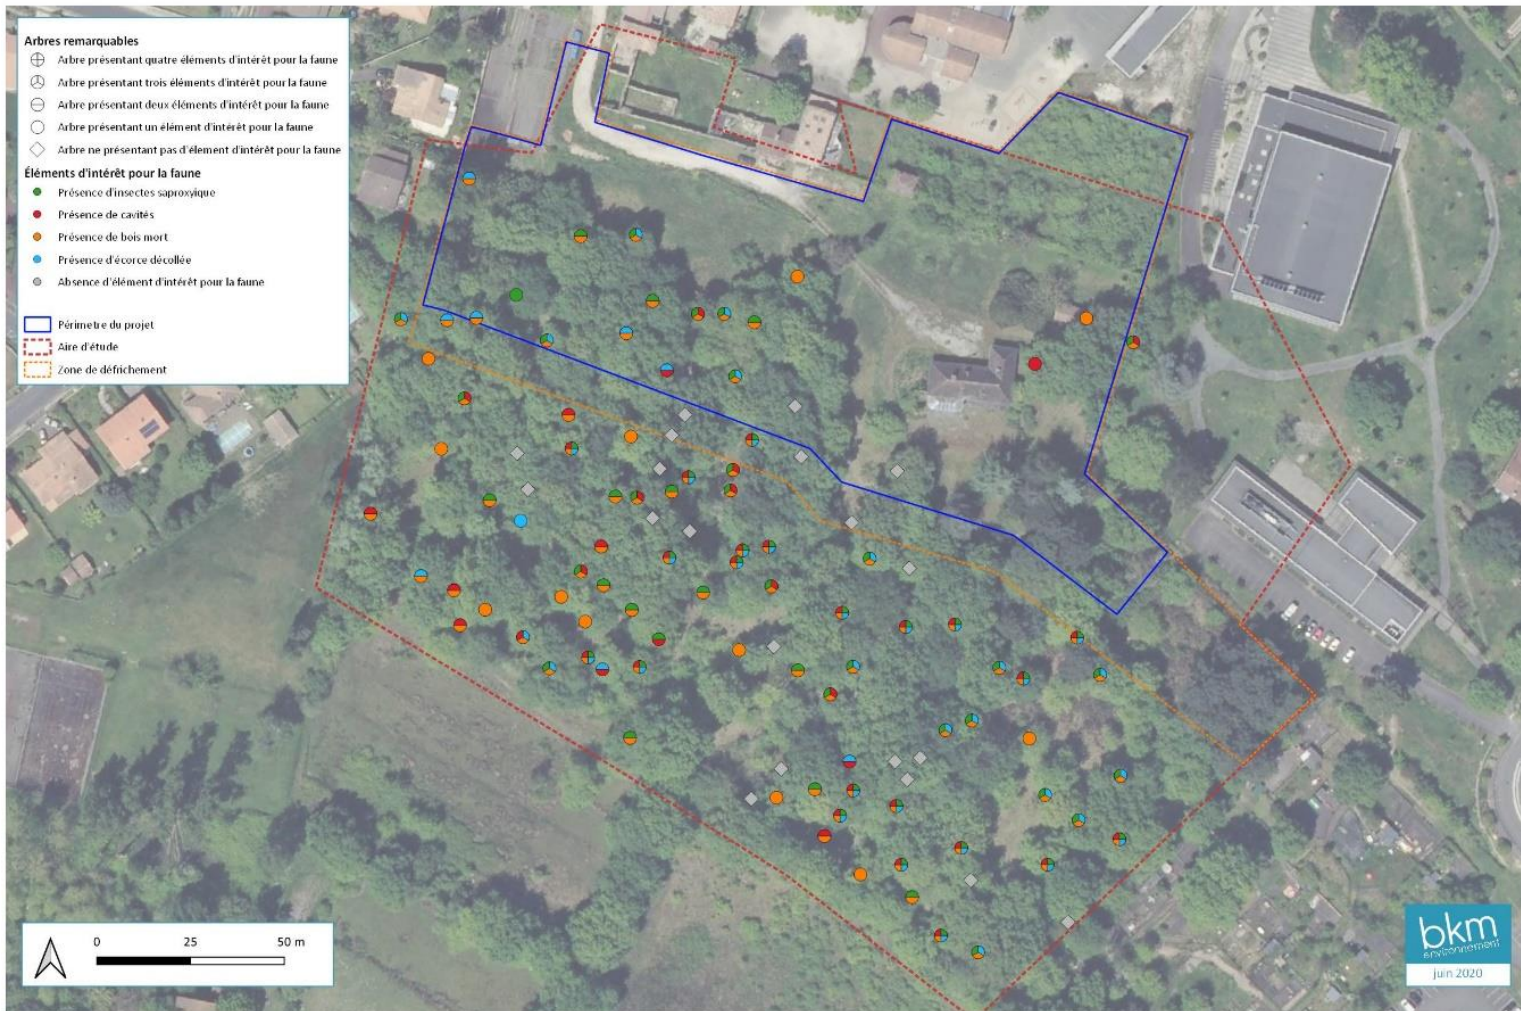 Arbres remarquables
Arbre présentant quatre éléments d'intérêt pour la faune
Arbre présentant trois éléments d'intérêt pour la faune
Arbre présentant deux éléments d'intérêt pour la faune
Arbre présentant un élément d'intérêt pour la faune
Arbre ne présentant pas d'élement d'intérêt pour la faune
Éléments d'intérêt pour la faune
Présence d'insectes saproxyique
Présence de cavités
Présence de bois mort
Présence d'écorce décollée
Absence d'élément d'intérêt pour la faune
Périmetre du projet
Aire d'étude
Zone de défrichement
0 25 50 m
bkm
environnement
juin 2020